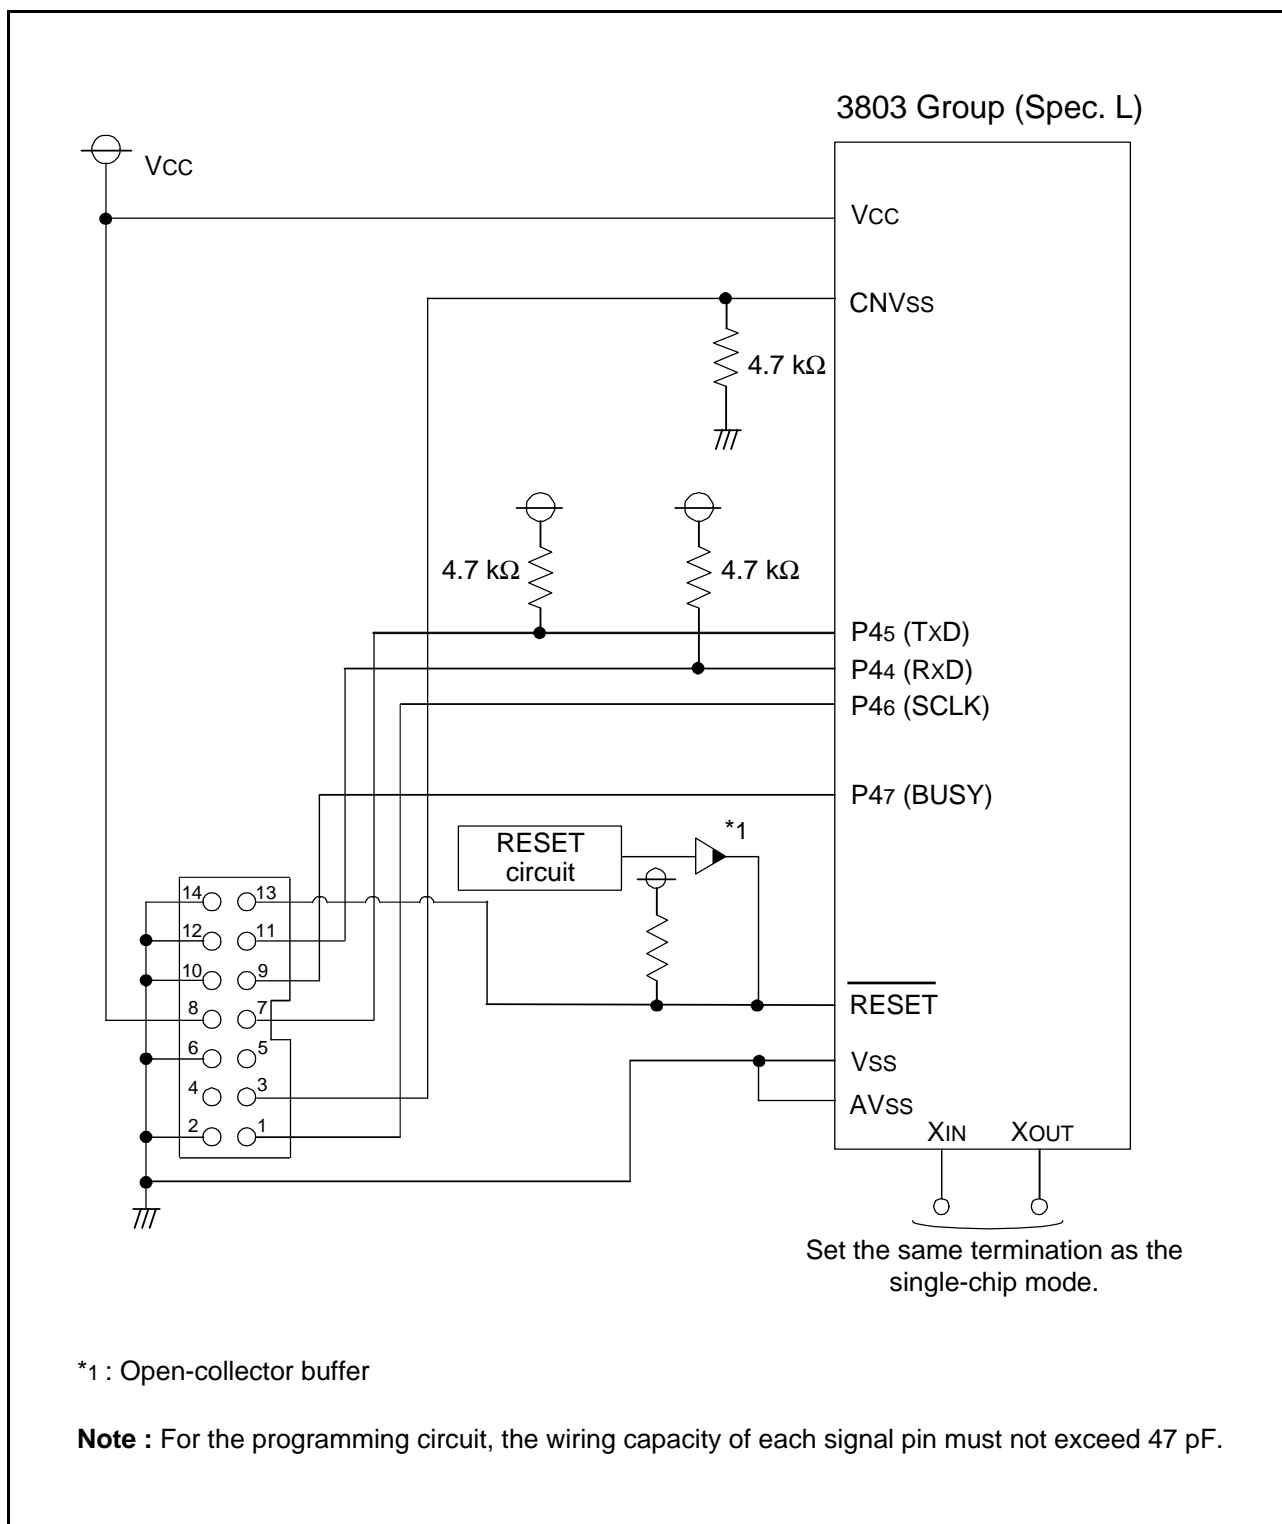 3803 Group (Spec. L)
VCC
VCC
CNVSS
4.7 kΩ
4.7 kΩ
4.7 kΩ
P45 (TXD)
P44 (RXD)
P46 (SCLK)
P47 (BUSY)
*1
RESET
circuit
14 13
12 11
10 9
8 7
6 5
4 3
2 1
RESET
VSS
AVSS
XIN XOUT
Set the same termination as the
single-chip mode.
*1 : Open-collector buffer
Note : For the programming circuit, the wiring capacity of each signal pin must not exceed 47 pF.